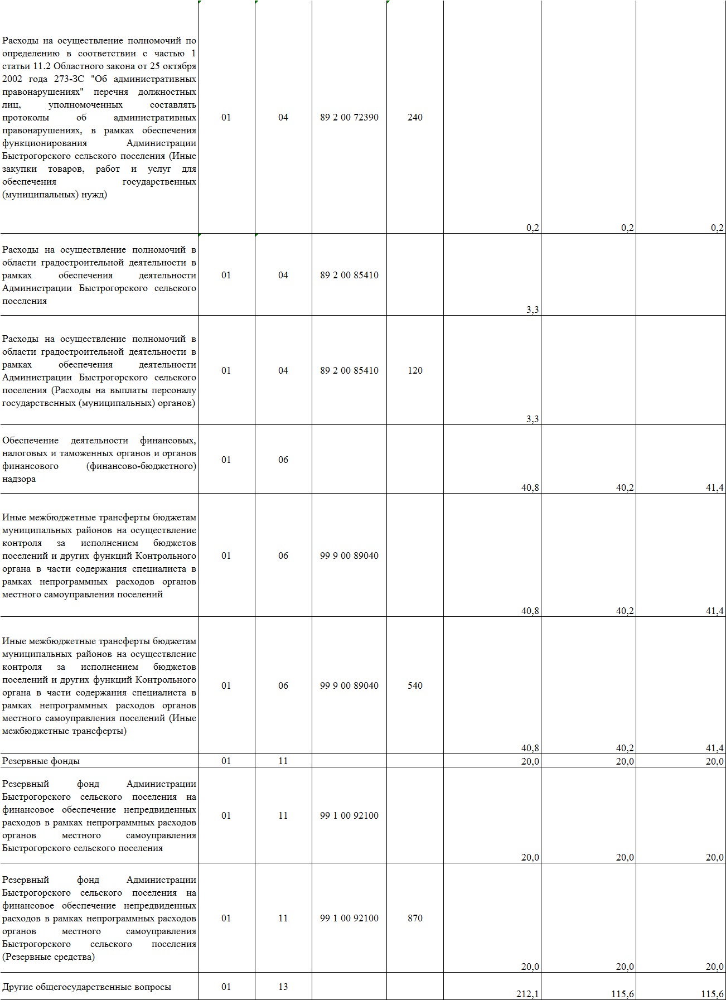 Расходы на осуществление полномочий по
определению в соответствии с частью 1
статьи 11.2 Областного закона от 25 октября
2002 года 273-ЗС "Об административных
правонарушениях" перечня должностных
лиц, уполномоченных составлять
протоколы об административных
правонарушениях, в рамках обеспечения
функционирования Администрации
Быстрогорского сельского поселения (Иные
закупки товаров, работ и услуг для
обеспечения государственных
(муниципальных) нужд)
01 04 89 2 00 72390 240
0,2 0,2 0,2
Расходы на осуществление полномочий в
области градостроительной деятельности в
рамках обеспечения деятельности
Администрации Быстрогорского сельского
поселения
01 04 89 2 00 85410
3,3
Расходы на осуществление полномочий в
области градостроительной деятельности в
рамках обеспечения деятельности
Администрации Быстрогорского сельского
поселения (Расходы на выплаты персоналу
государственных (муниципальных) органов)
01 04 89 2 00 85410 120
3,3
Обеспечение деятельности финансовых,
налоговых и таможенных органов и органов
финансового (финансово-бюджетного)
надзора
01 06
40,8 40,2 41,4
Иные межбюджетные трансферты бюджетам
муниципальных районов на осуществление
контроля за исполнением бюджетов
поселений и других функций Контрольного
органа в части содержания специалиста в
рамках непрограммных расходов органов
местного самоуправления поселений
01 06 99 9 00 89040
40,8 40,2 41,4
Иные межбюджетные трансферты бюджетам
муниципальных районов на осуществление
контроля за исполнением бюджетов
поселений и других функций Контрольного
органа в части содержания специалиста в
рамках непрограммных расходов органов
местного самоуправления поселений (Иные
межбюджетные трансферты)
01 06 99 9 00 89040 540
40,8 40,2 41,4
Резервные фонды 01 11 20,0 20,0 20,0
Резервный фонд Администрации
Быстрогорского сельского поселения на
финансовое обеспечение непредвиденных
расходов в рамках непрограммных расходов
органов местного самоуправления
Быстрогорского сельского поселения
01 11 99 1 00 92100
20,0 20,0 20,0
Резервный фонд Администрации
Быстрогорского сельского поселения на
финансовое обеспечение непредвиденных
расходов в рамках непрограммных расходов
органов местного самоуправления
Быстрогорского сельского поселения
(Резервные средства)
01 11 99 1 00 92100 870
20,0 20,0 20,0
Другие общегосударственные вопросы 01 13
212,1 115,6 115,6